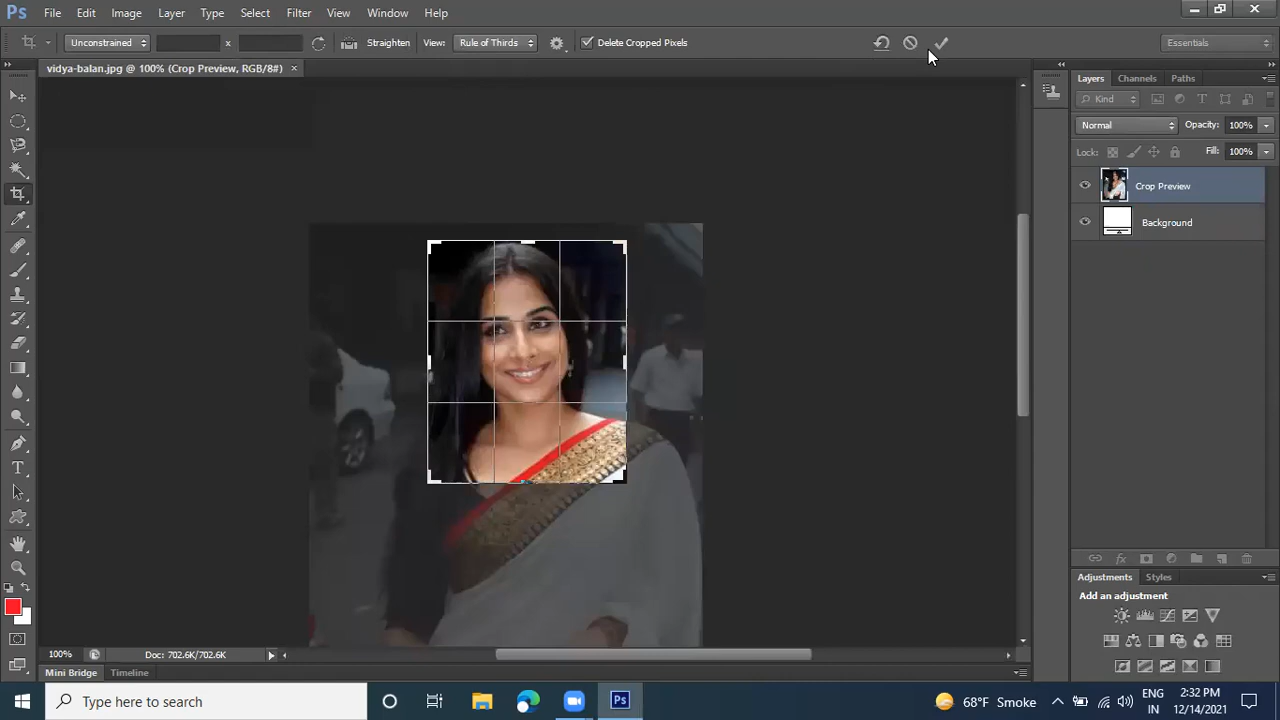 Ps File Edit Image Layer Type Select Filter 3D View Window Help
Unconstrained x Straighten View: Rule of Thirds Delete Cropped Pixels Essentials
vidya-balan.jpg @ 100% (Crop Preview, RGB/8#) ×
Layers Channels Paths
Kind
Normal Opacity: 100%
Lock: Fill: 100%
Crop Preview
Background
Adjustments Styles
Add an adjustment
100% Doc: 702.6K/702.6K
Mini Bridge Timeline
Type here to search
Ps
68°F Smoke
ENG
IN
2:32 PM
12/14/2021